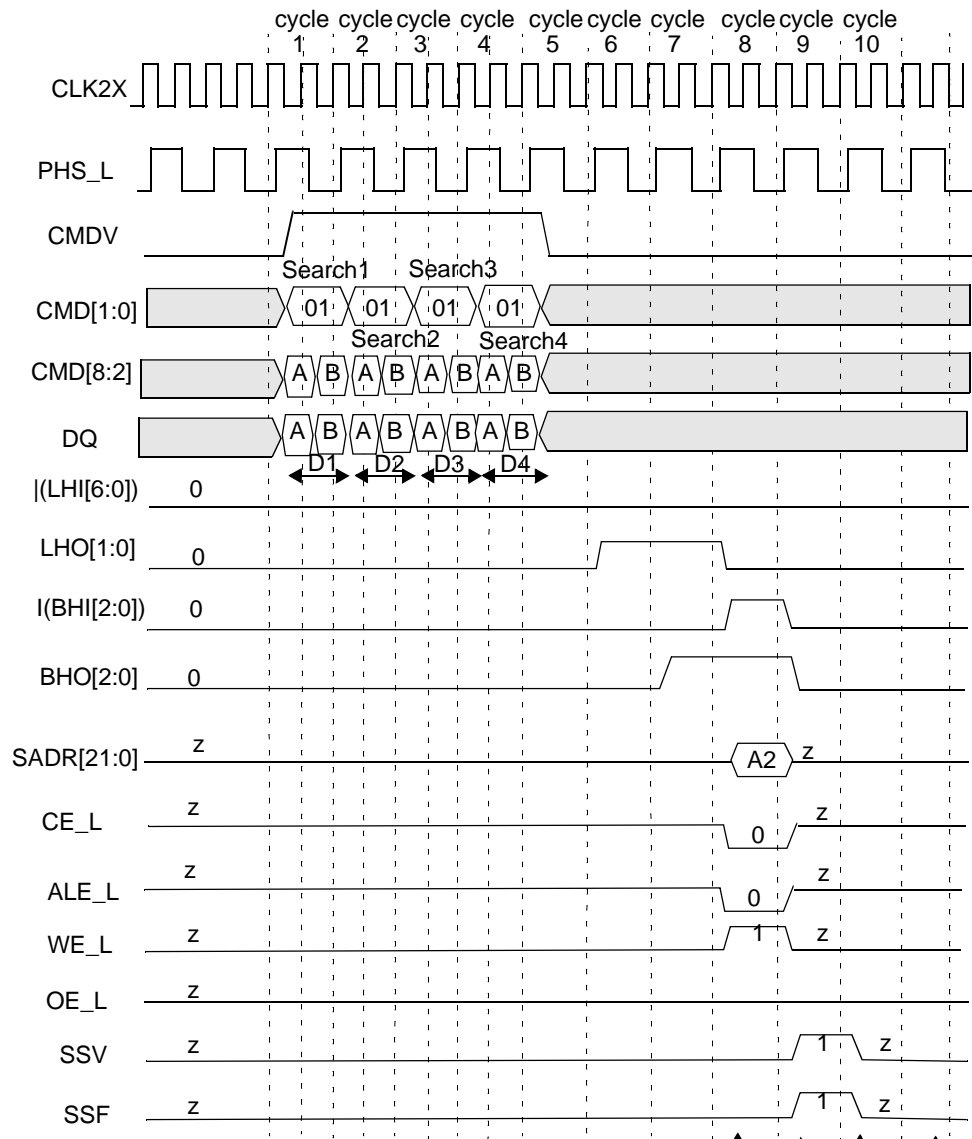 cycle cycle cycle cycle cycle cycle cycle cycle cycle cycle
1 2 3 4 5 6 7 8 9 10
CLK2X
PHS_L
CMDV
Search1 Search3
CMD[1:0] 01 01 01 01
Search2 Search4
CMD[8:2] A B A B A B A B
DQ A B A B A B A B
D1 D2 D3 D4
|(LHI[6:0]) 0
LHO[1:0] 0
I(BHI[2:0]) 0
BHO[2:0] 0
SADR[21:0] z A2 z
CE_L z 0 z
ALE_L z 0 z
WE_L z 1 z
OE_L z
SSV z 1 z
SSF z 1 z